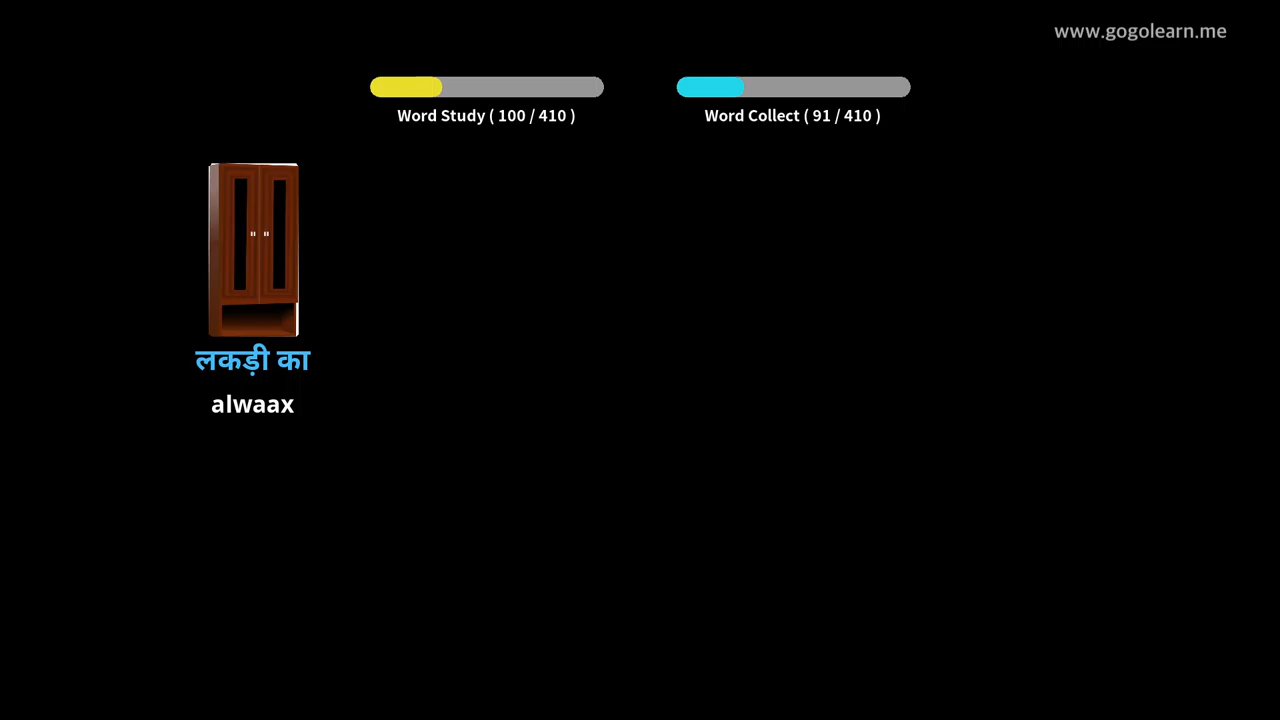 www.gogolearn.me
Word Study ( 100 / 410 )
Word Collect ( 91 / 410 )
लकड़ी का
alwaax